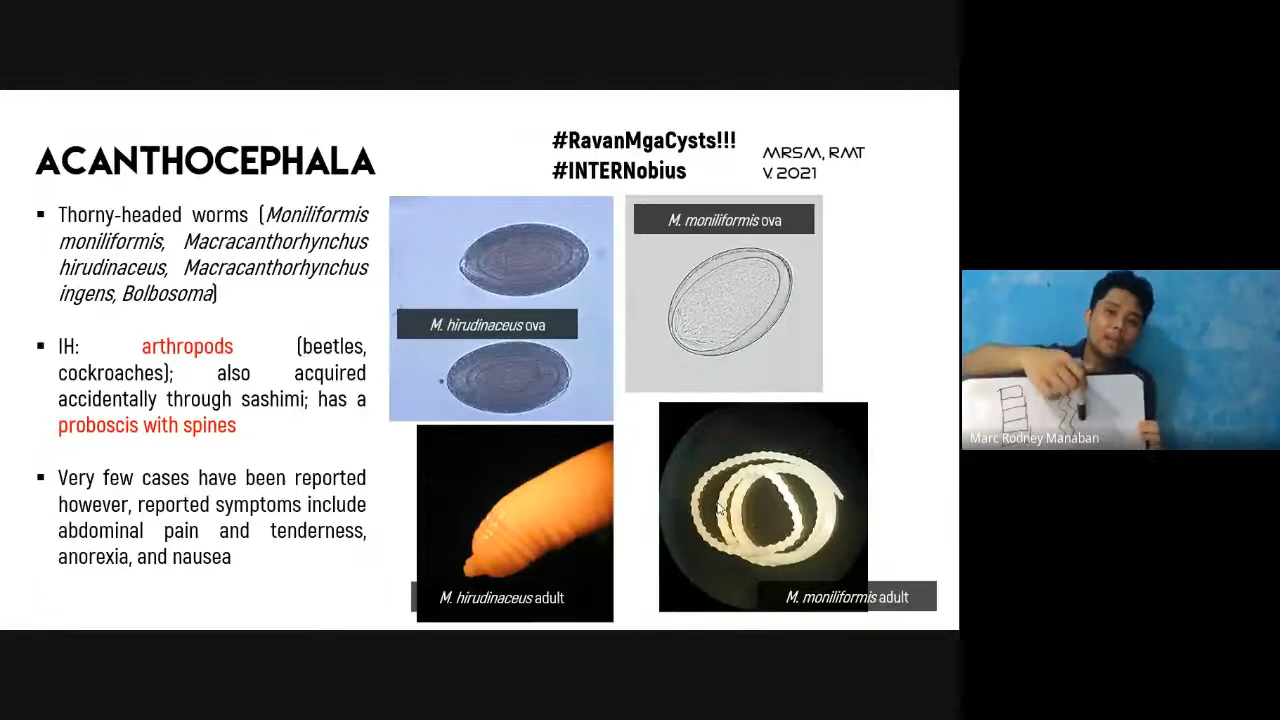 ACANTHOCEPHALA
#RavanMgaCysts!!!
#INTERNobius
MRSM, RMT
V. 2021
▪ Thorny-headed worms (Moniliformis
moniliformis, Macracanthorhynchus
hirudinaceus, Macracanthorhynchus
ingens, Bolbosoma)
▪ IH: arthropods (beetles,
cockroaches); also acquired
accidentally through sashimi; has a
proboscis with spines
▪ Very few cases have been reported
however, reported symptoms include
abdominal pain and tenderness,
anorexia, and nausea
M. hirudinaceus ova
M. moniliformis ova
M. hirudinaceus adult
M. moniliformis adult
Marc Rodney Manaban